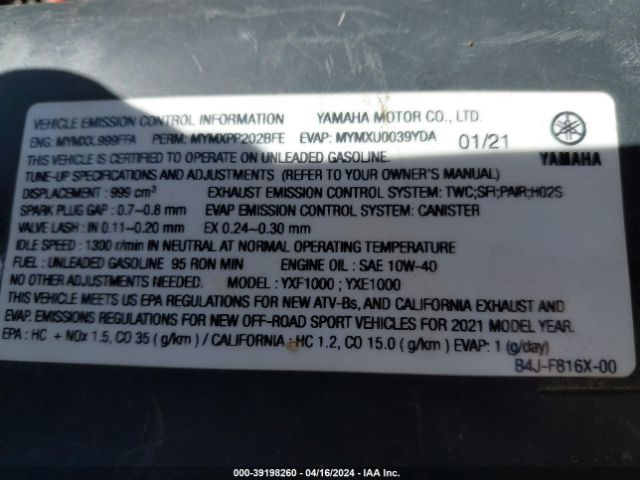 VEHICLE EMISSION CONTROL INFORMATION YAMAHA MOTOR CO., LTD.
ENG: MYMXX.999FFA PERM: MYMXPP202BFE EVAP: MYMXU0039YDA 01/21
YAMAHA
THIS VEHICLE IS CERTIFIED TO OPERATE ON UNLEADED GASOLINE.
TUNE-UP SPECIFICATIONS AND ADJUSTMENTS (REFER TO YOUR OWNER'S MANUAL)
DISPLACEMENT : 999 cm³ EXHAUST EMISSION CONTROL SYSTEM: TWC;SFI;PAIR;HO2S
SPARK PLUG GAP : 0.7~0.8 mm EVAP EMISSION CONTROL SYSTEM: CANISTER
VALVE LASH : IN 0.11~0.20 mm EX 0.24~0.30 mm
IDLE SPEED : 1300 r/min IN NEUTRAL AT NORMAL OPERATING TEMPERATURE
FUEL : UNLEADED GASOLINE 95 RON MIN ENGINE OIL : SAE 10W-40
NO OTHER ADJUSTMENTS NEEDED. MODEL : YXF1000 ; YXE1000
THIS VEHICLE MEETS US EPA REGULATIONS FOR NEW ATV-Bs, AND CALIFORNIA EXHAUST AND
EVAP. EMISSIONS REGULATIONS FOR NEW OFF-ROAD SPORT VEHICLES FOR 2021 MODEL YEAR.
EPA : HC + NOx 1.5, CO 35 ( g/km ) / CALIFORNIA : HC 1.2, CO 15.0 ( g/km ) EVAP: 1 (g/day)
B4J-F816X-00
000-39198260 - 04/16/2024 - IAA Inc.